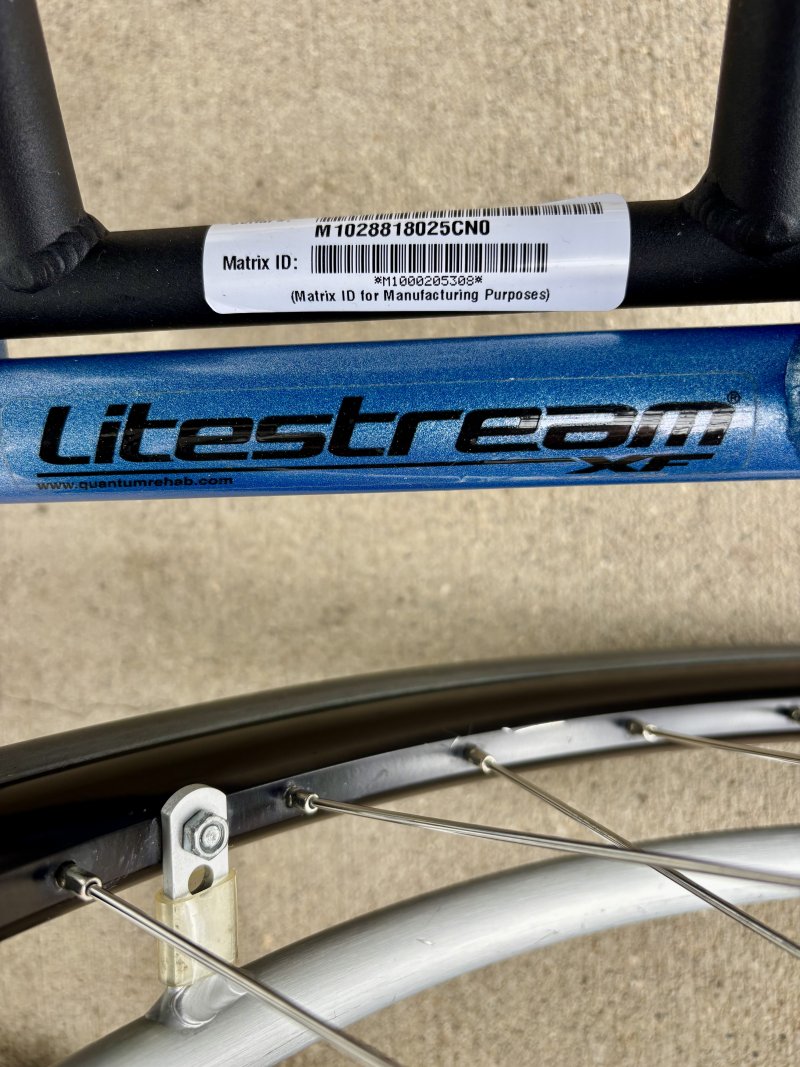 M1028818025CN0
Matrix ID:
*M1000205308*
(Matrix ID for Manufacturing Purposes)
Litestream®
XF
www.quantumrehab.com